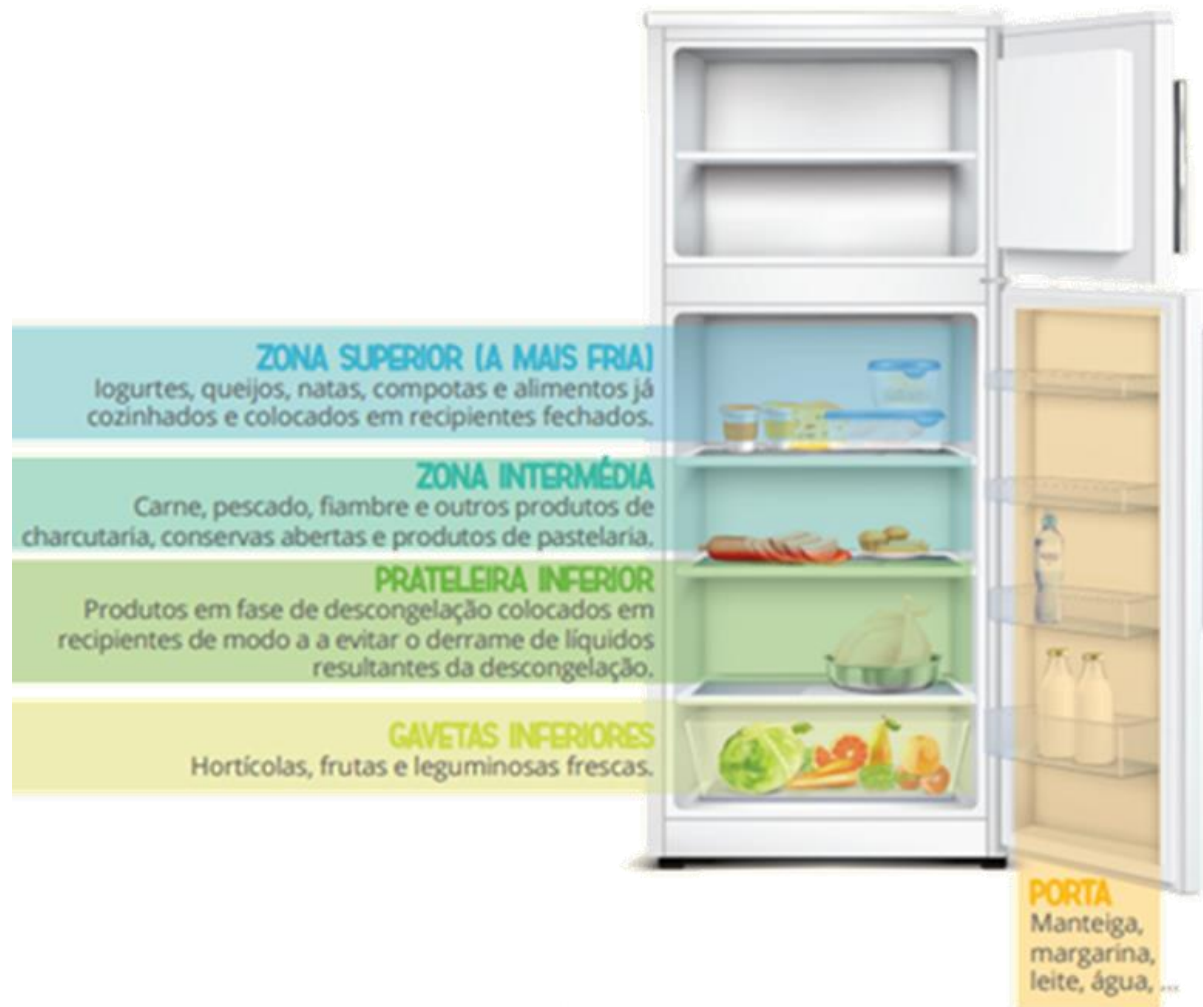 ZONA SUPERIOR (A MAIS FRIA)
Iogurtes, queijos, natas, compotas e alimentos já
cozinhados e colocados em recipientes fechados.
ZONA INTERMÉDIA
Carne, pescado, fiambre e outros produtos de
charcutaria, conservas abertas e produtos de pastelaria.
PRATELEIRA INFERIOR
Produtos em fase de descongelação colocados em
recipientes de modo a a evitar o derrame de líquidos
resultantes da descongelação.
GAVETAS INFERIORES
Hortícolas, frutas e leguminosas frescas.
PORTA
Manteiga,
margarina,
leite, água, ...